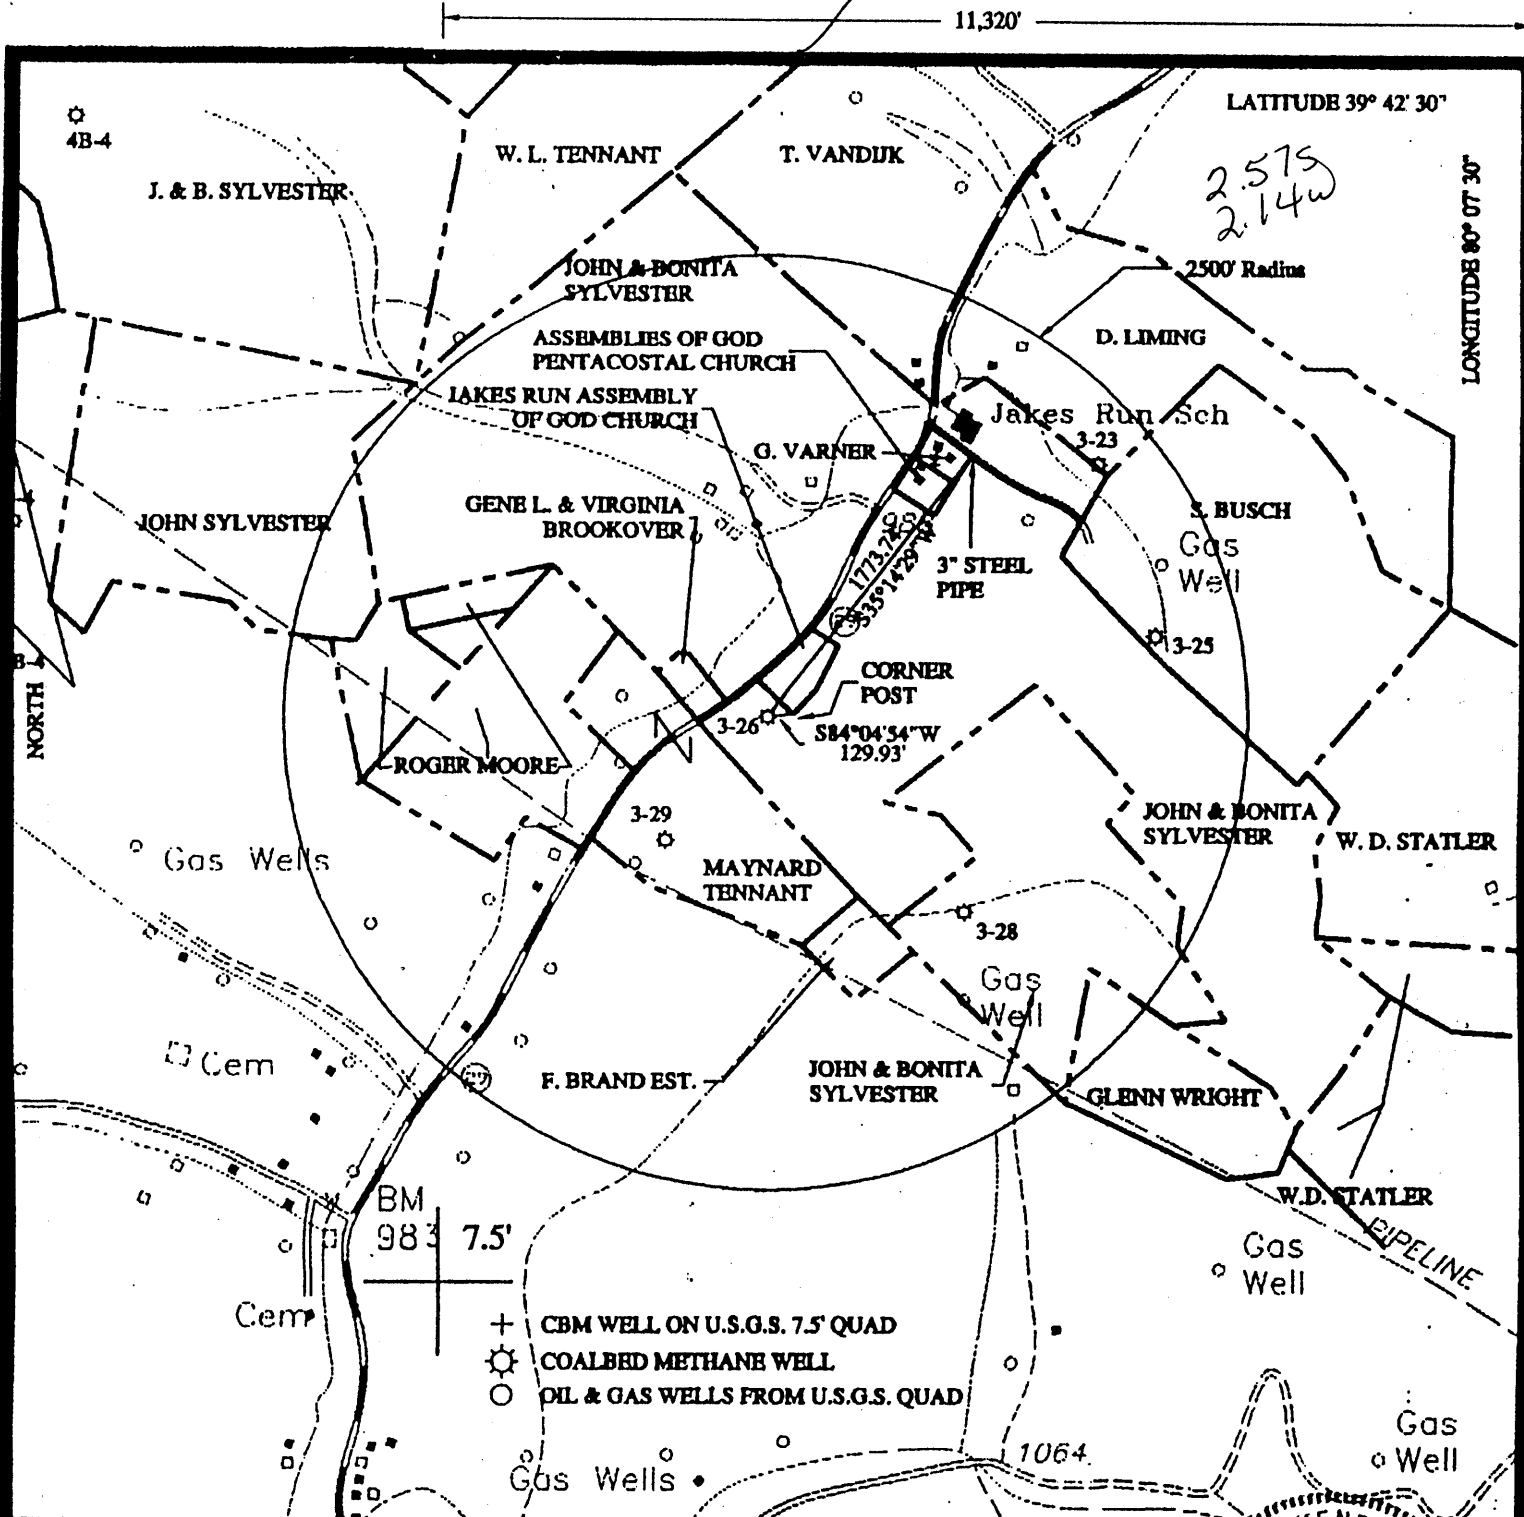 11,320'
LATITUDE 39° 42' 30"
4B-4
W. L. TENNANT
T. VANDIJK
2.57S
2.14W
LONGITUDE 80° 07' 30"
J. & B. SYLVESTER
JOHN & BONITA
SYLVESTER
2500' Radius
ASSEMBLIES OF GOD
PENTACOSTAL CHURCH
D. LIMING
JAKES RUN ASSEMBLY
OF GOD CHURCH
Jakes Run Sch
3-23
G. VARNER
GENE L. & VIRGINIA
BROOKOVER
JOHN SYLVESTER
S. BUSCH
Gas
Well
1773.74'
S35°14'29"W
3" STEEL
PIPE
3-25
NORTH
CORNER
POST
3-26
S84°04'54"W
129.93'
ROGER MOORE
3-29
JOHN & BONITA
SYLVESTER
W. D. STATLER
Gas Wells
MAYNARD
TENNANT
3-28
Gas
Well
Cem
F. BRAND EST.
JOHN & BONITA
SYLVESTER
GLENN WRIGHT
BM
983
7.5'
W.D. STATLER
PIPELINE
Gas
Well
Cem
CBM WELL ON U.S.G.S. 7.5' QUAD
COALBED METHANE WELL
OIL & GAS WELLS FROM U.S.G.S. QUAD
Gas Wells
1064
Gas
Well